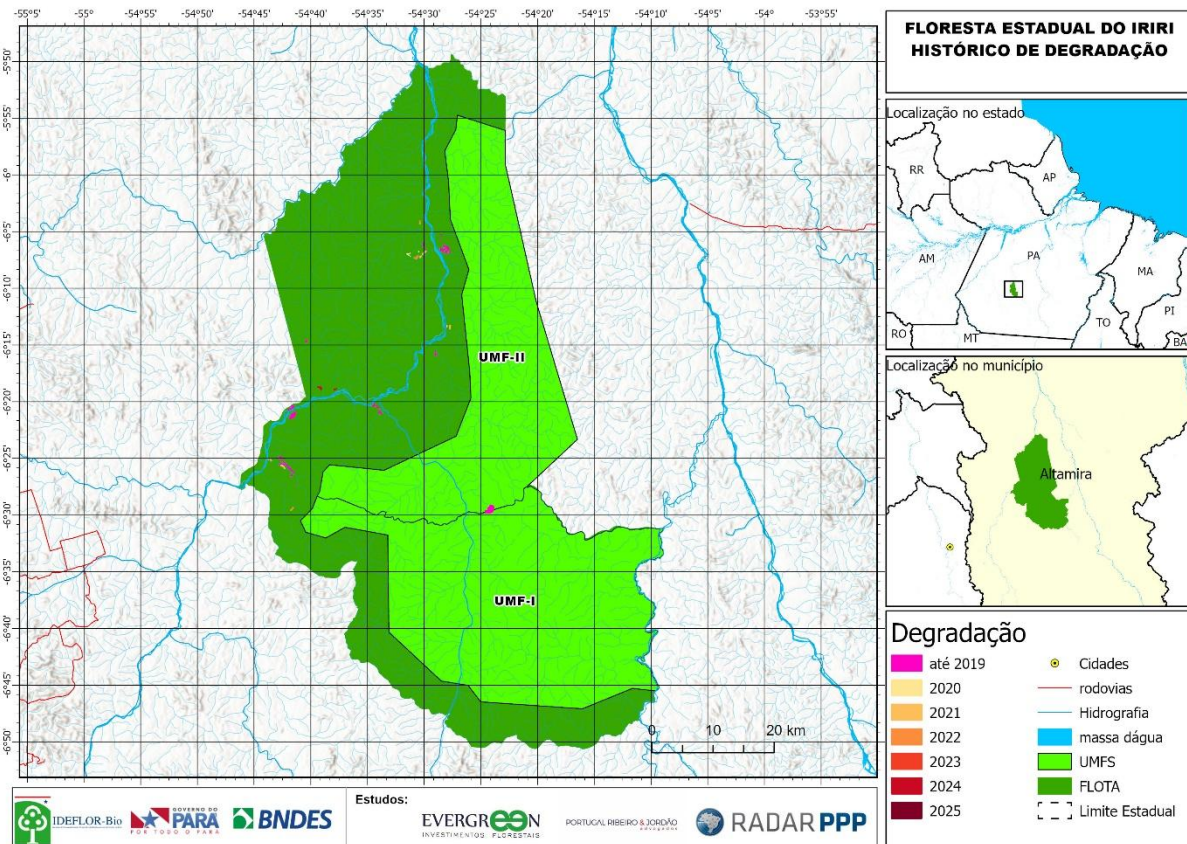 FLORESTA ESTADUAL DO IRIRI
HISTÓRICO DE DEGRADAÇÃO
-55°5'
-55°
-54°55'
-54°50'
-54°45'
-54°40'
-54°35'
-54°30'
-54°25'
-54°20'
-54°15'
-54°10'
-54°5'
-54°
-53°55'
-5°50'
-5°55'
-6°
-6°5'
-6°10'
-6°15'
-6°20'
-6°25'
-6°30'
-6°35'
-6°40'
-6°45'
-6°50'
UMF-II
UMF-I
0 10 20 km
Localização no estado
RR
AP
AM
PA
MA
PI
TO
RO
MT
BA
Localização no município
Altamira
Degradação
até 2019
2020
2021
2022
2023
2024
2025
Cidades
rodovias
Hidrografia
massa dágua
UMFS
FLOTA
Limite Estadual
IDEFLOR-Bio
GOVERNO DO
PARÁ
POR TODO O PARÁ
BNDES
Estudos:
EVERGREEN
INVESTIMENTOS FLORESTAIS
PORTUGAL RIBEIRO & JORDÃO
advogados
RADAR PPP